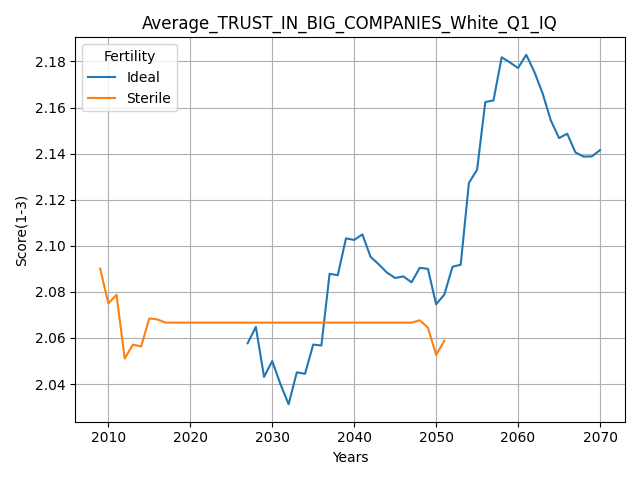 Average_TRUST_IN_BIG_COMPANIES_White_Q1_IQ
Fertility
Ideal
Sterile
Score(1-3)
2.18
2.16
2.14
2.12
2.10
2.08
2.06
2.04
2010 2020 2030 2040 2050 2060 2070
Years